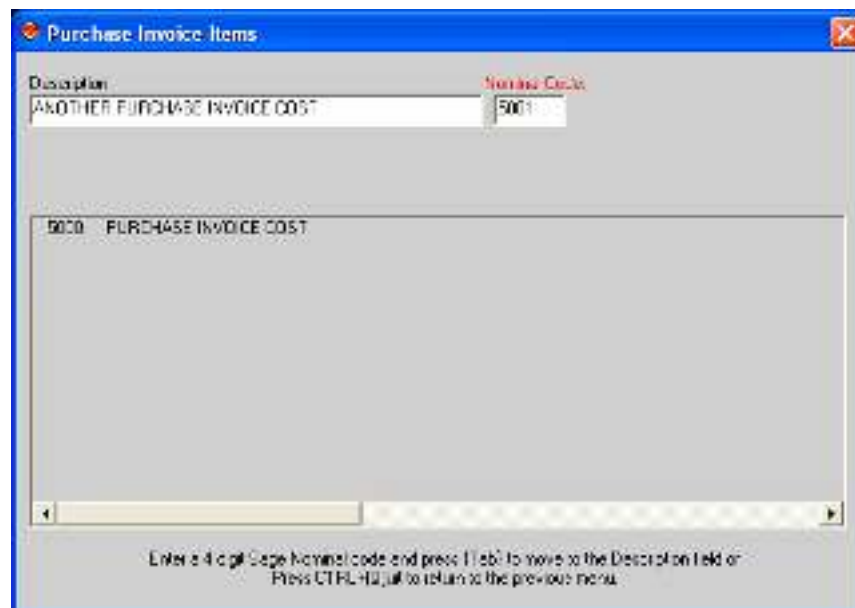 Purchase Invoice Items
Description
Nominal Code:
ANOTHER PURCHASE INVOICE COST
5001
5000 PURCHASE INVOICE COST
Enter a 4 digit Sage Nominal code and press [Tab] to move to the Description field or
Press CTRL+[Q]uit to return to the previous menu.